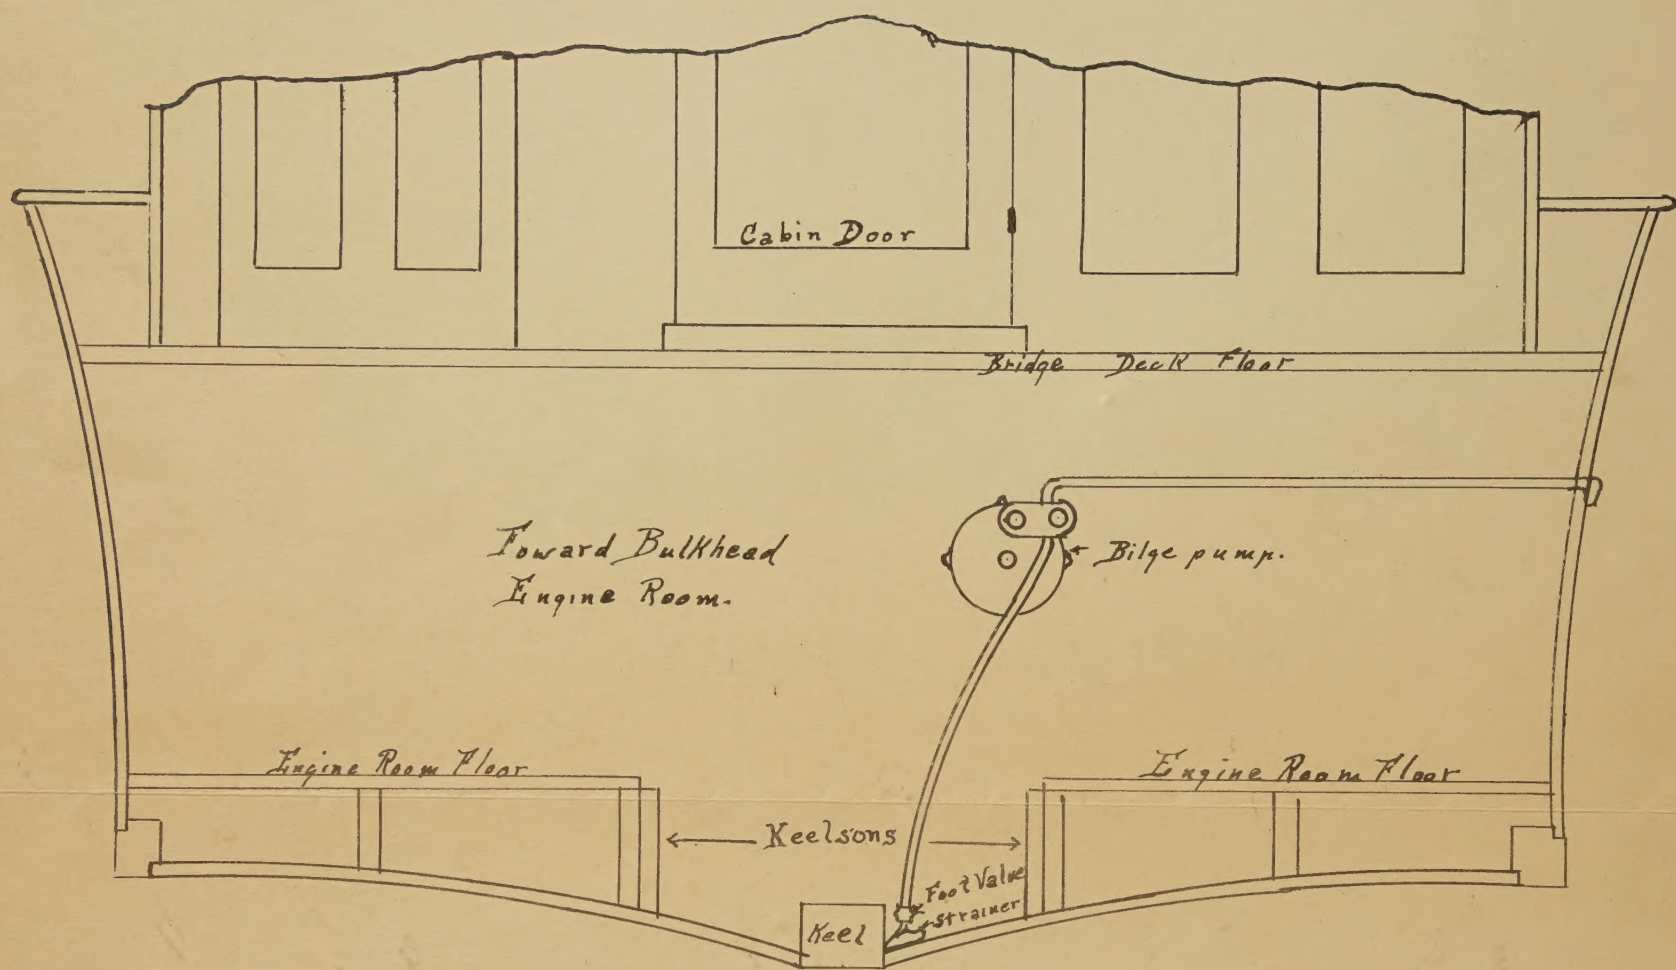 Cabin Door
Bridge Deck Floor
Foward Bulkhead
Engine Room.
Bilge pump.
Engine Room Floor
Engine Room Floor
Keelsons
Foot Valve
strainer
Keel